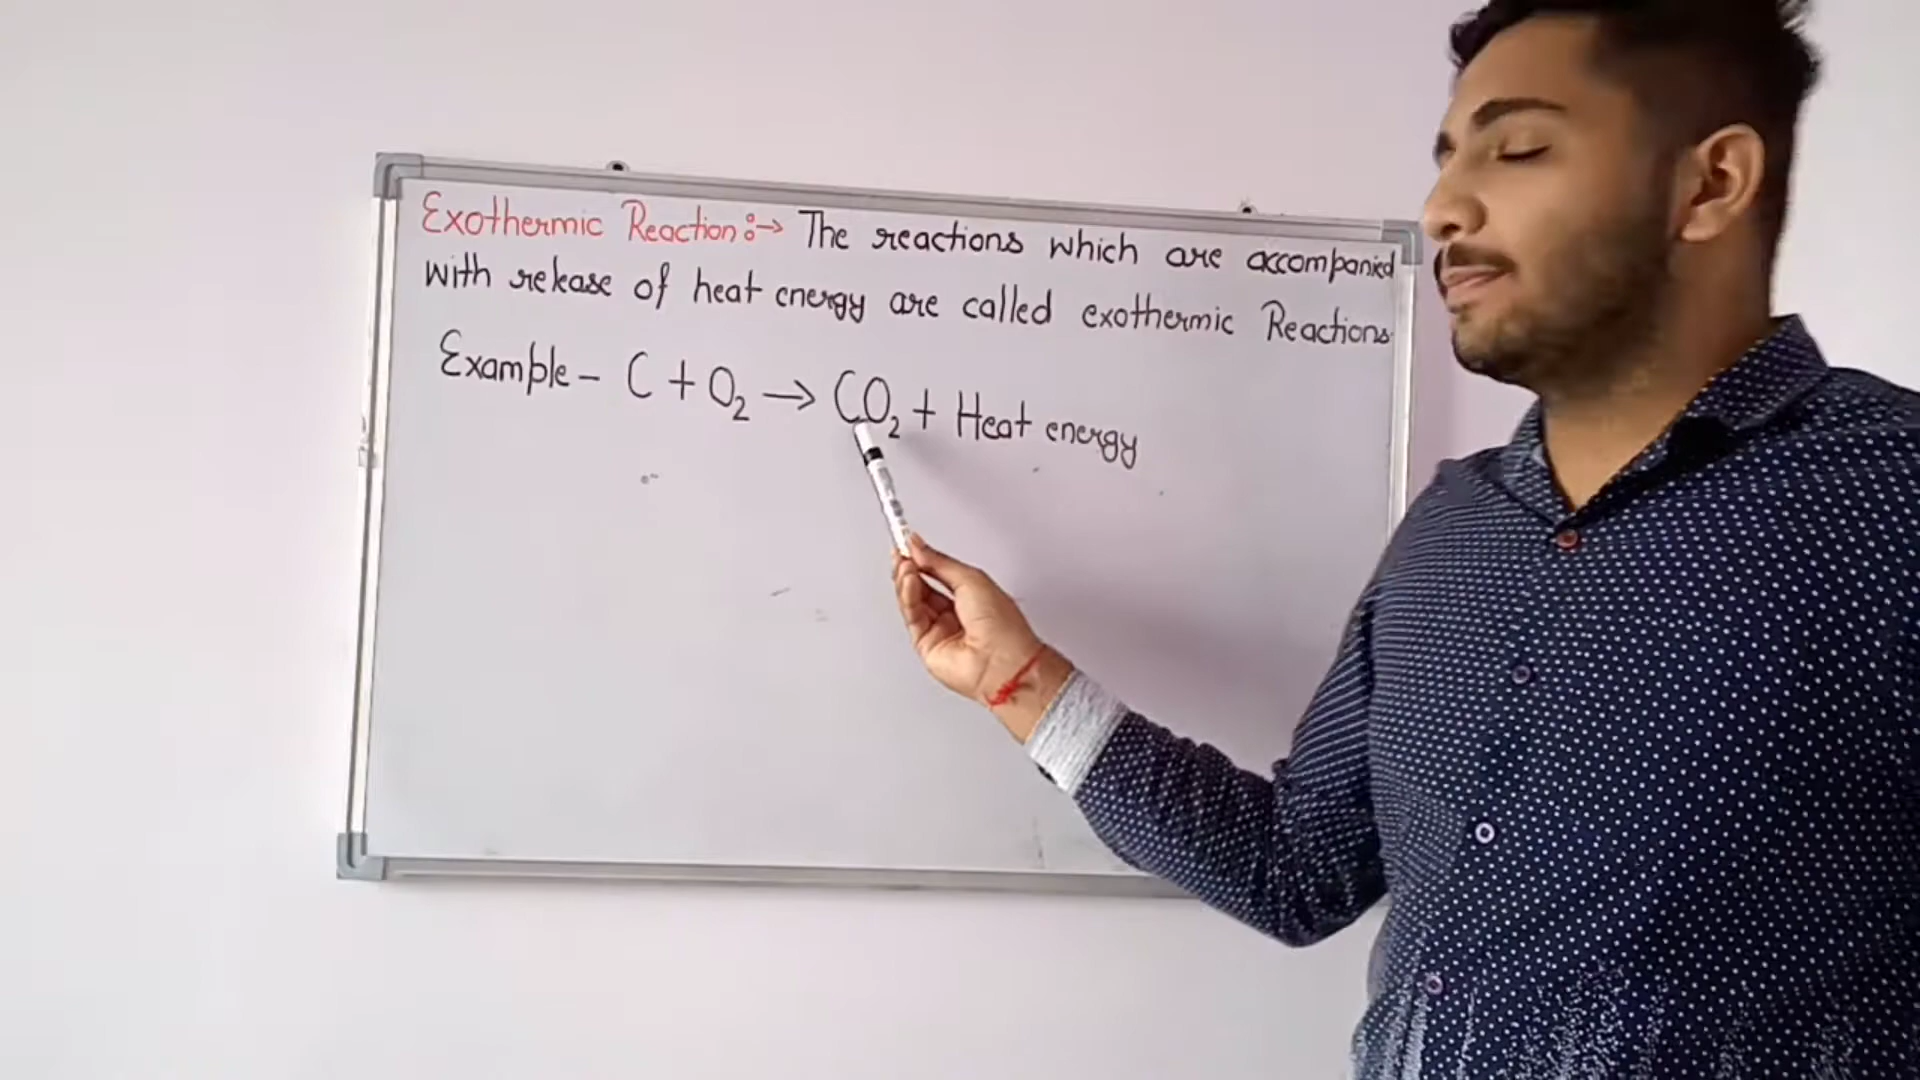 Exothermic Reaction :→ The reactions which are accompanied
with release of heat energy are called exothermic Reactions.
Example - C + O₂ → CO₂ + Heat energy